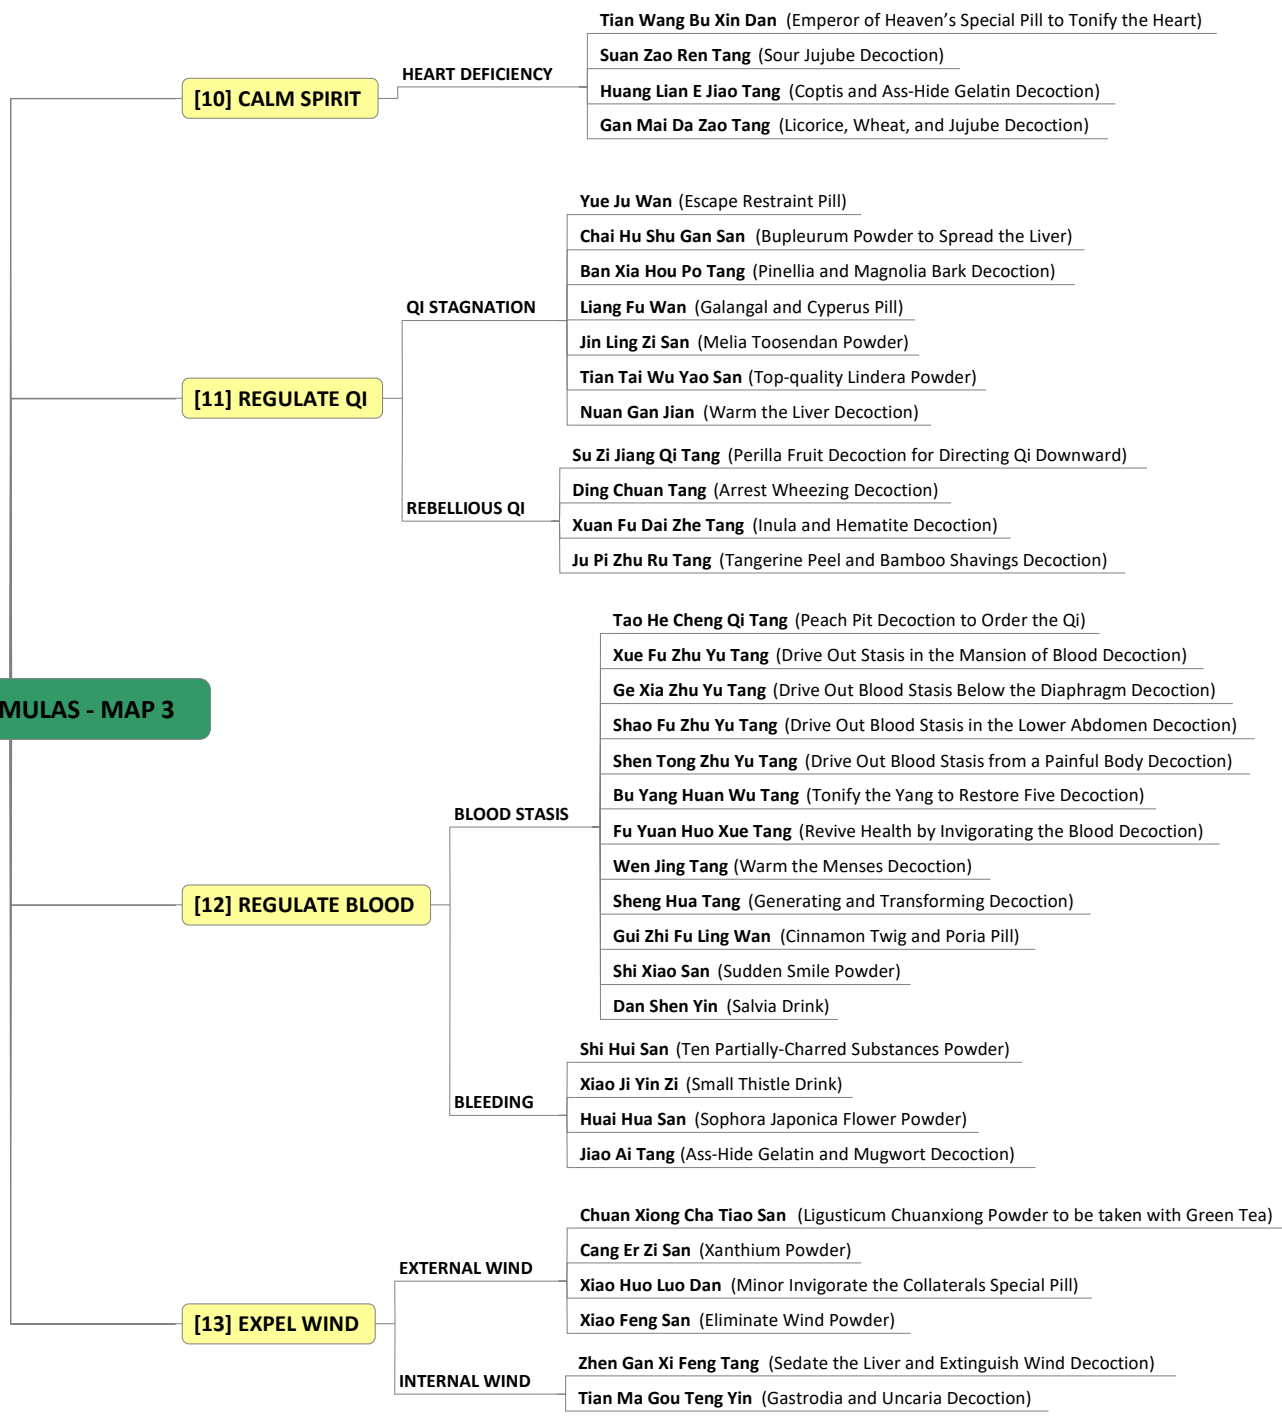 MULAS - MAP 3
[10] CALM SPIRIT
HEART DEFICIENCY
Tian Wang Bu Xin Dan (Emperor of Heaven’s Special Pill to Tonify the Heart)
Suan Zao Ren Tang (Sour Jujube Decoction)
Huang Lian E Jiao Tang (Coptis and Ass-Hide Gelatin Decoction)
Gan Mai Da Zao Tang (Licorice, Wheat, and Jujube Decoction)
[11] REGULATE QI
QI STAGNATION
Yue Ju Wan (Escape Restraint Pill)
Chai Hu Shu Gan San (Bupleurum Powder to Spread the Liver)
Ban Xia Hou Po Tang (Pinellia and Magnolia Bark Decoction)
Liang Fu Wan (Galangal and Cyperus Pill)
Jin Ling Zi San (Melia Toosendan Powder)
Tian Tai Wu Yao San (Top-quality Lindera Powder)
Nuan Gan Jian (Warm the Liver Decoction)
REBELLIOUS QI
Su Zi Jiang Qi Tang (Perilla Fruit Decoction for Directing Qi Downward)
Ding Chuan Tang (Arrest Wheezing Decoction)
Xuan Fu Dai Zhe Tang (Inula and Hematite Decoction)
Ju Pi Zhu Ru Tang (Tangerine Peel and Bamboo Shavings Decoction)
[12] REGULATE BLOOD
BLOOD STASIS
Tao He Cheng Qi Tang (Peach Pit Decoction to Order the Qi)
Xue Fu Zhu Yu Tang (Drive Out Stasis in the Mansion of Blood Decoction)
Ge Xia Zhu Yu Tang (Drive Out Blood Stasis Below the Diaphragm Decoction)
Shao Fu Zhu Yu Tang (Drive Out Blood Stasis in the Lower Abdomen Decoction)
Shen Tong Zhu Yu Tang (Drive Out Blood Stasis from a Painful Body Decoction)
Bu Yang Huan Wu Tang (Tonify the Yang to Restore Five Decoction)
Fu Yuan Huo Xue Tang (Revive Health by Invigorating the Blood Decoction)
Wen Jing Tang (Warm the Menses Decoction)
Sheng Hua Tang (Generating and Transforming Decoction)
Gui Zhi Fu Ling Wan (Cinnamon Twig and Poria Pill)
Shi Xiao San (Sudden Smile Powder)
Dan Shen Yin (Salvia Drink)
BLEEDING
Shi Hui San (Ten Partially-Charred Substances Powder)
Xiao Ji Yin Zi (Small Thistle Drink)
Huai Hua San (Sophora Japonica Flower Powder)
Jiao Ai Tang (Ass-Hide Gelatin and Mugwort Decoction)
[13] EXPEL WIND
EXTERNAL WIND
Chuan Xiong Cha Tiao San (Ligusticum Chuanxiong Powder to be taken with Green Tea)
Cang Er Zi San (Xanthium Powder)
Xiao Huo Luo Dan (Minor Invigorate the Collaterals Special Pill)
Xiao Feng San (Eliminate Wind Powder)
INTERNAL WIND
Zhen Gan Xi Feng Tang (Sedate the Liver and Extinguish Wind Decoction)
Tian Ma Gou Teng Yin (Gastrodia and Uncaria Decoction)